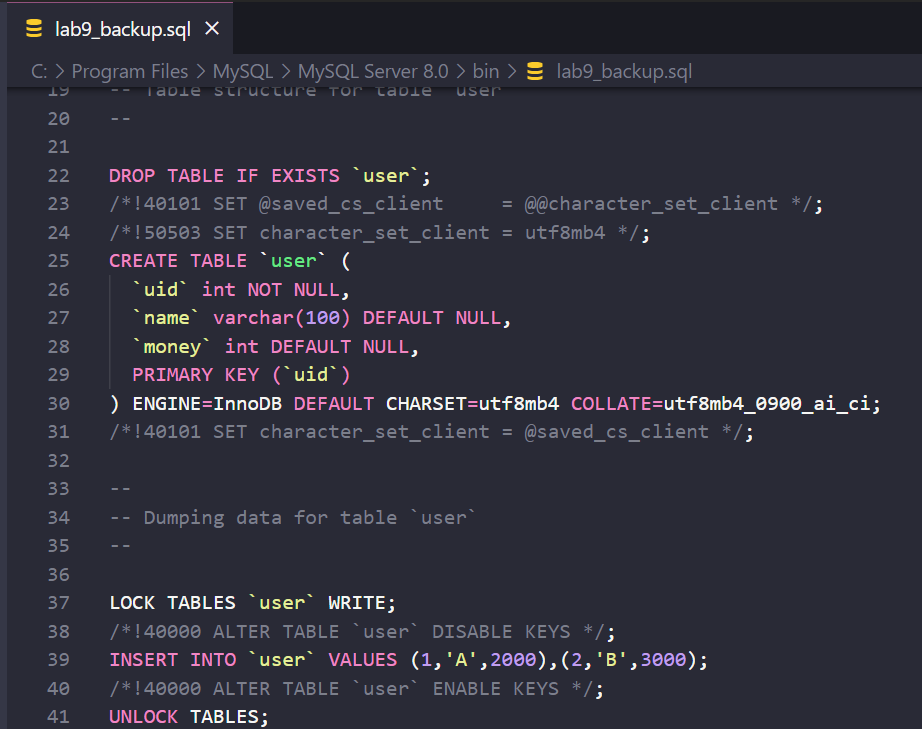 lab9_backup.sql ×
C: > Program Files > MySQL > MySQL Server 8.0 > bin > lab9_backup.sql
19 -- Table structure for table `user`
20 --
21
22 DROP TABLE IF EXISTS `user`;
23 /*!40101 SET @saved_cs_client     = @@character_set_client */;
24 /*!50503 SET character_set_client = utf8mb4 */;
25 CREATE TABLE `user` (
26   `uid` int NOT NULL,
27   `name` varchar(100) DEFAULT NULL,
28   `money` int DEFAULT NULL,
29   PRIMARY KEY (`uid`)
30 ) ENGINE=InnoDB DEFAULT CHARSET=utf8mb4 COLLATE=utf8mb4_0900_ai_ci;
31 /*!40101 SET character_set_client = @saved_cs_client */;
32
33 --
34 -- Dumping data for table `user`
35 --
36
37 LOCK TABLES `user` WRITE;
38 /*!40000 ALTER TABLE `user` DISABLE KEYS */;
39 INSERT INTO `user` VALUES (1,'A',2000),(2,'B',3000);
40 /*!40000 ALTER TABLE `user` ENABLE KEYS */;
41 UNLOCK TABLES;